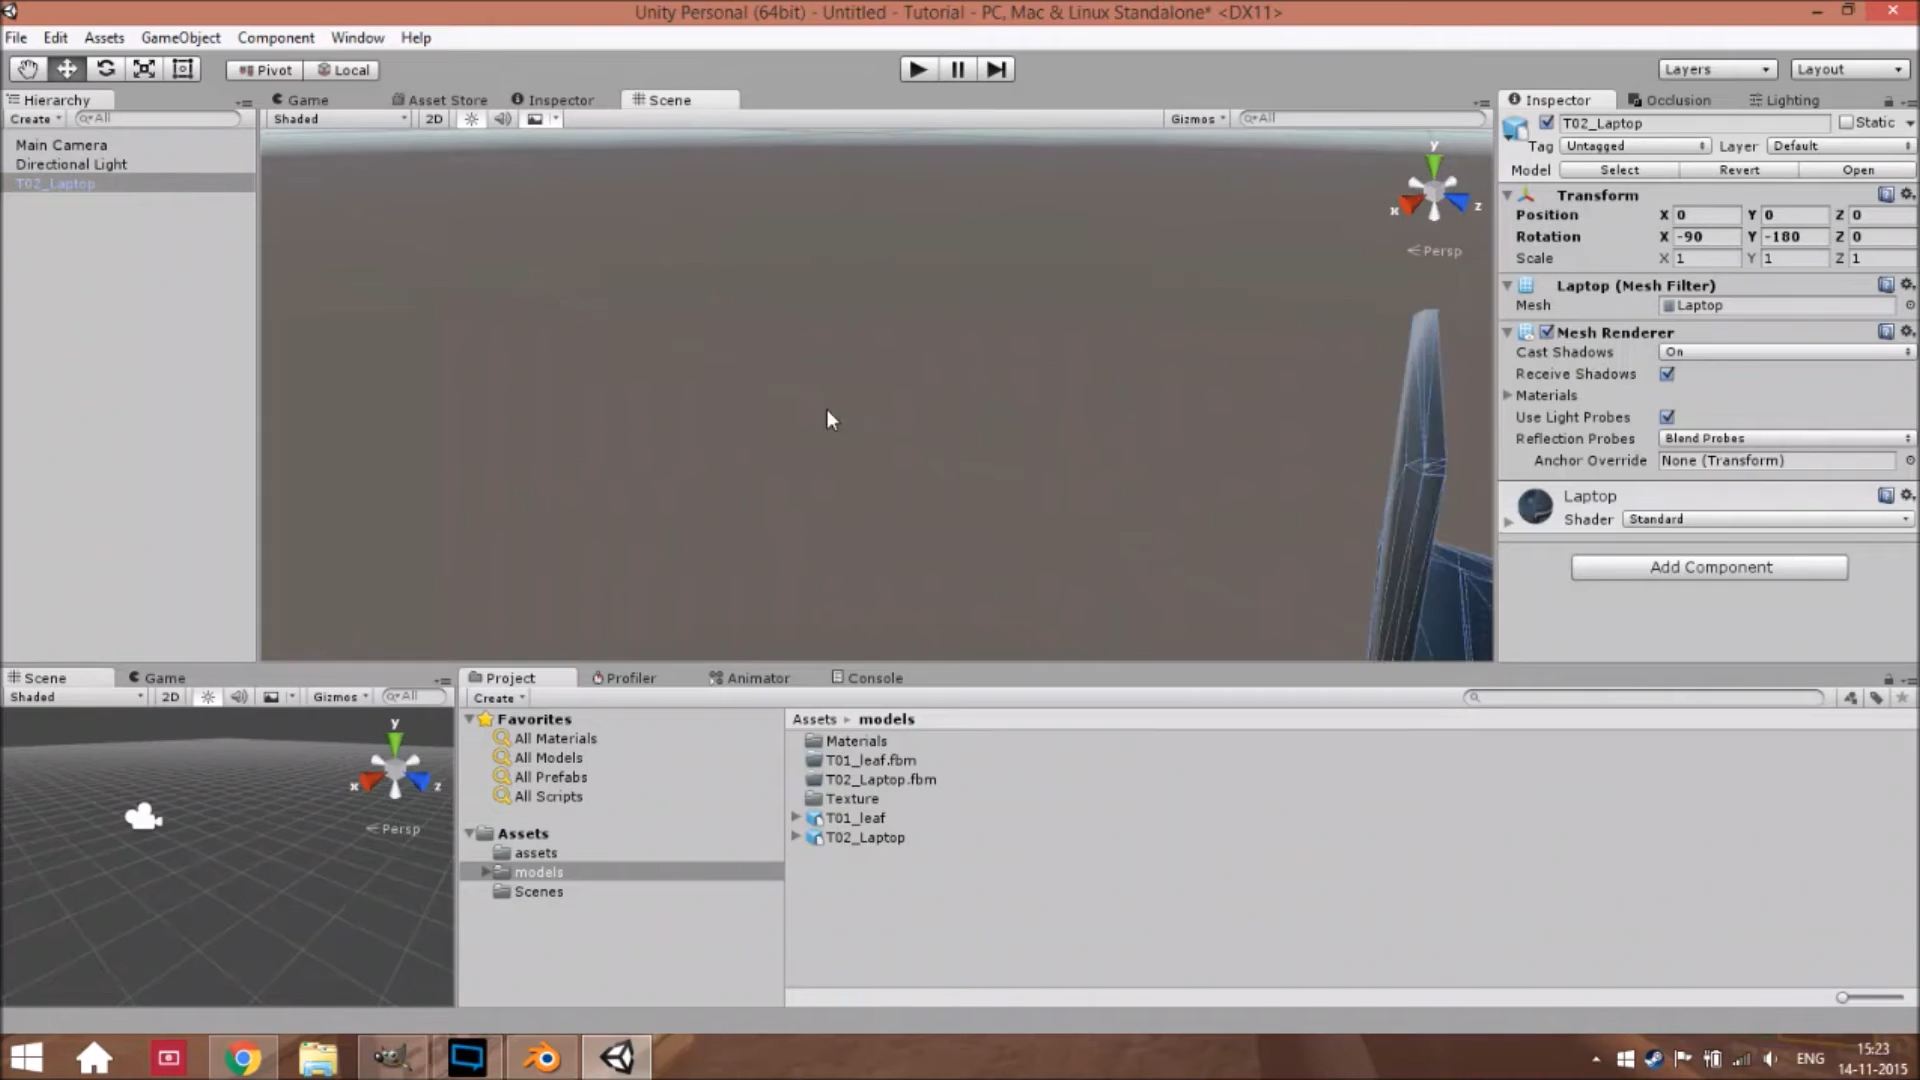 Unity Personal (64bit) - Untitled - Tutorial - PC, Mac & Linux Standalone* <DX11>
File Edit Assets GameObject Component Window Help
Pivot Local Layers Layout
Hierarchy
Create All
Main Camera
Directional Light
T02_Laptop
Game Asset Store Inspector Scene
Shaded 2D Gizmos All
y
x z
Persp
Inspector Occlusion Lighting
T02_Laptop Static
Tag Untagged Layer Default
Model Select Revert Open
Transform
Position X 0 Y 0 Z 0
Rotation X -90 Y -180 Z 0
Scale X 1 Y 1 Z 1
Laptop (Mesh Filter)
Mesh Laptop
Mesh Renderer
Cast Shadows On
Receive Shadows
Materials
Use Light Probes
Reflection Probes Blend Probes
Anchor Override None (Transform)
Laptop
Shader Standard
Add Component
Scene Game
Shaded 2D Gizmos All
y
x z
Persp
Project Profiler Animator Console
Create
Favorites
All Materials
All Models
All Prefabs
All Scripts
Assets
assets
models
Scenes
Assets models
Materials
T01_leaf.fbm
T02_Laptop.fbm
Texture
T01_leaf
T02_Laptop
ENG
15:23
14-11-2015